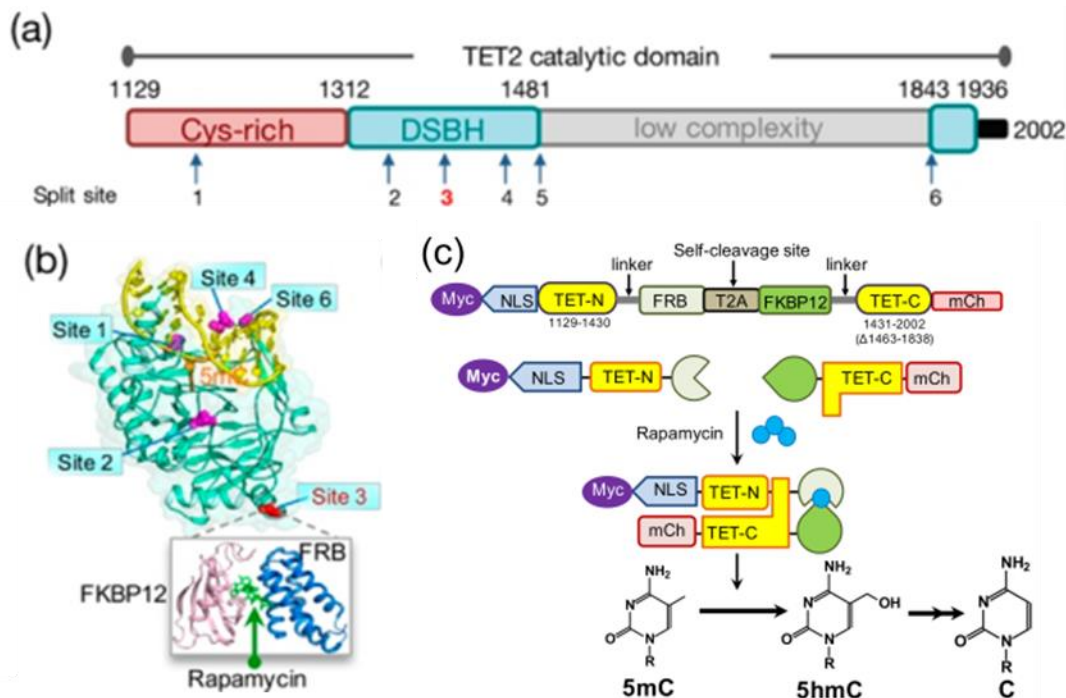 (a)
TET2 catalytic domain
1129 1312 1481 1843 1936
Cys-rich DSBH low complexity 2002
Split site 1 2 3 4 5 6
(b)
Site 4
Site 6
Site 1
5mC
Site 2
Site 3
FRB
FKBP12
Rapamycin
(c)
Self-cleavage site
linker linker
Myc NLS TET-N FRB T2A FKBP12 TET-C mCh
1129-1430 1431-2002
(Δ1463-1838)
Myc NLS TET-N TET-C mCh
Rapamycin
Myc NLS TET-N
mCh TET-C
NH2 NH2 NH2
N N OH N
O N O N O N
R R R
5mC 5hmC C